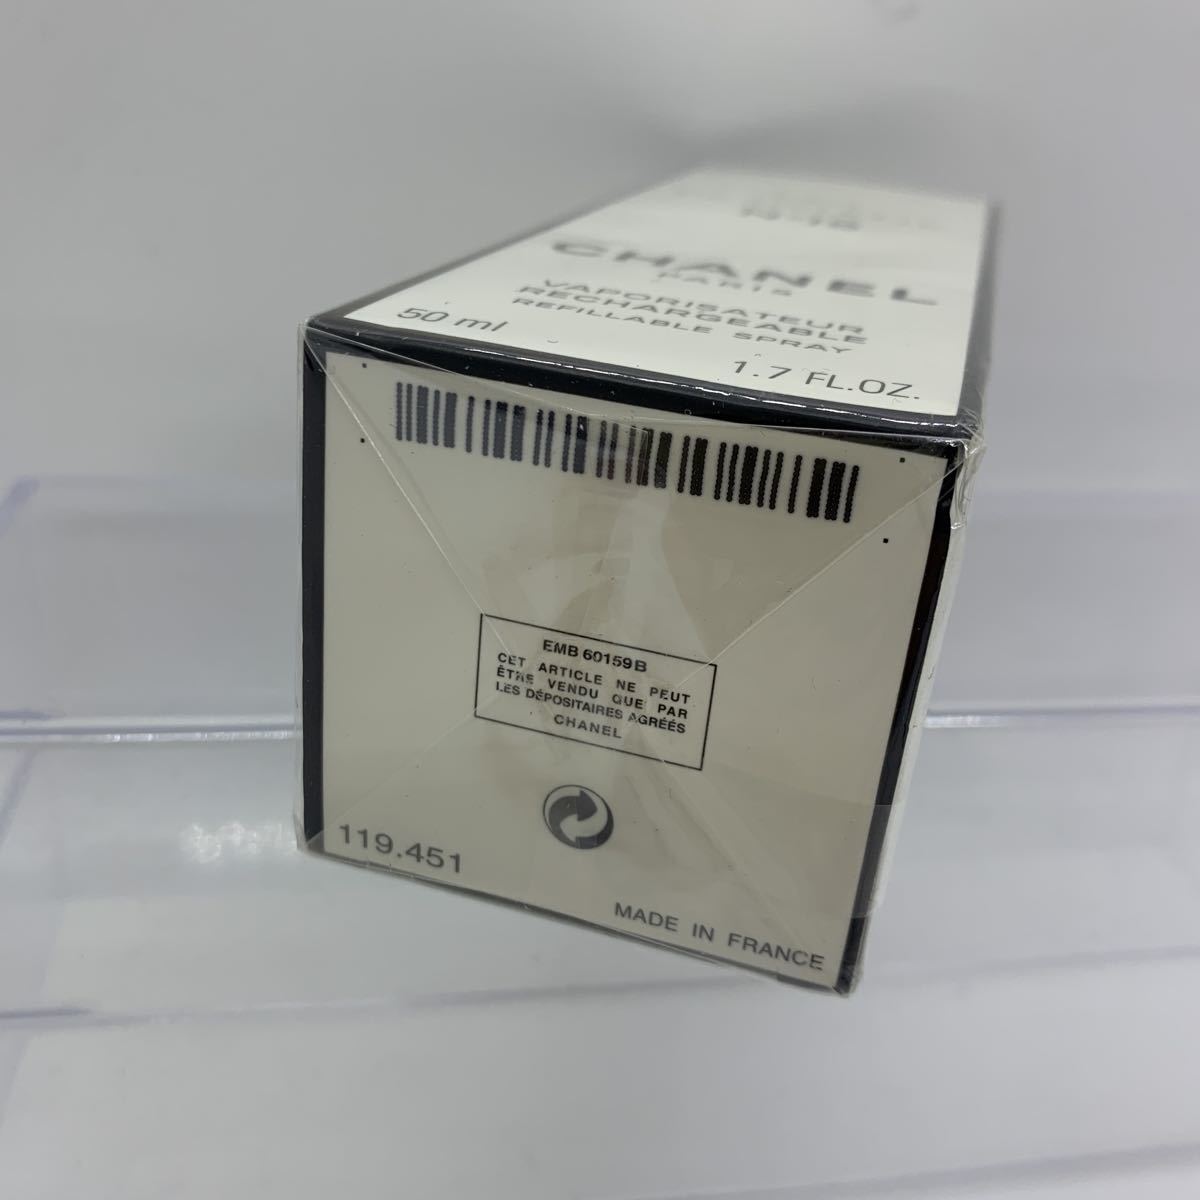 CHANEL
PARIS
VAPORISATEUR
RECHARGEABLE
REFILLABLE SPRAY
50 ml
1.7 FL.OZ.
EMB 60159B
CET ARTICLE NE PEUT
ÊTRE VENDU QUE PAR
LES DÉPOSITAIRES AGRÉÉS
CHANEL
119.451
MADE IN FRANCE